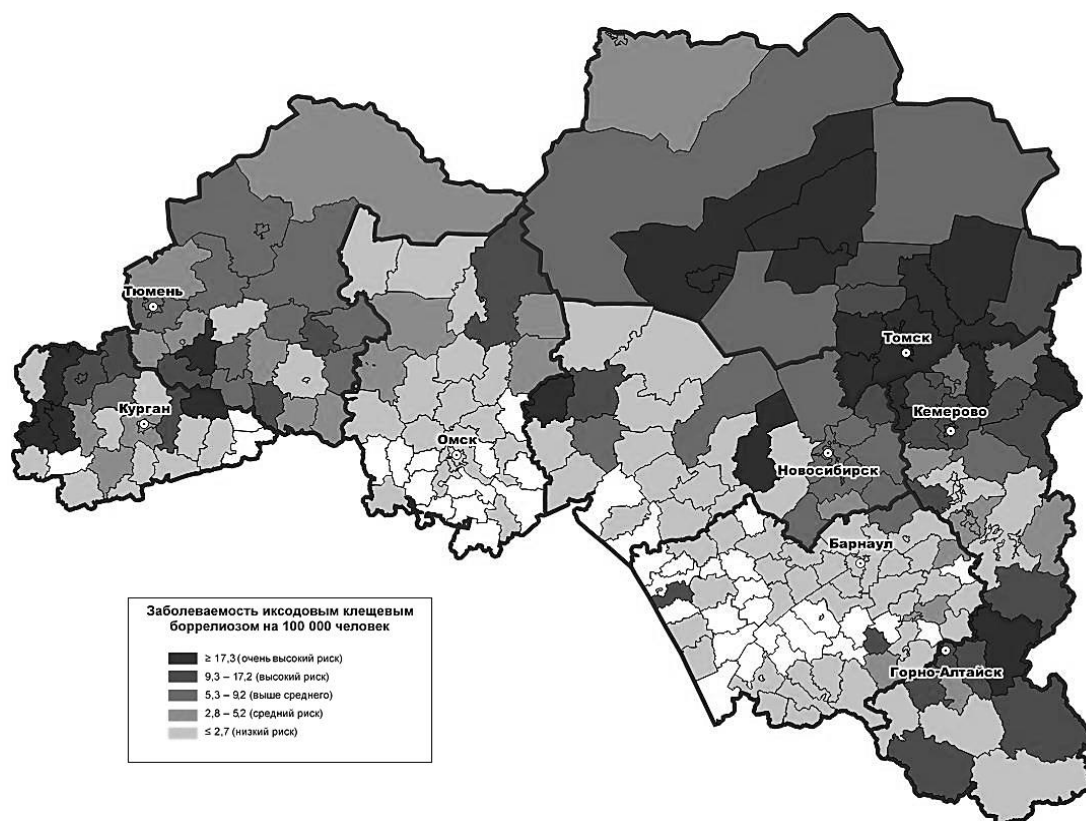 Тюмень
Томск
Курган
Кемерово
Омск
Новосибирск
Барнаул
Горно-Алтайск
Заболеваемость иксодовым клещевым
боррелиозом на 100 000 человек
≥ 17,3 (очень высокий риск)
9,3 – 17,2 (высокий риск)
5,3 – 9,2 (выше среднего)
2,8 – 5,2 (средний риск)
≤ 2,7 (низкий риск)